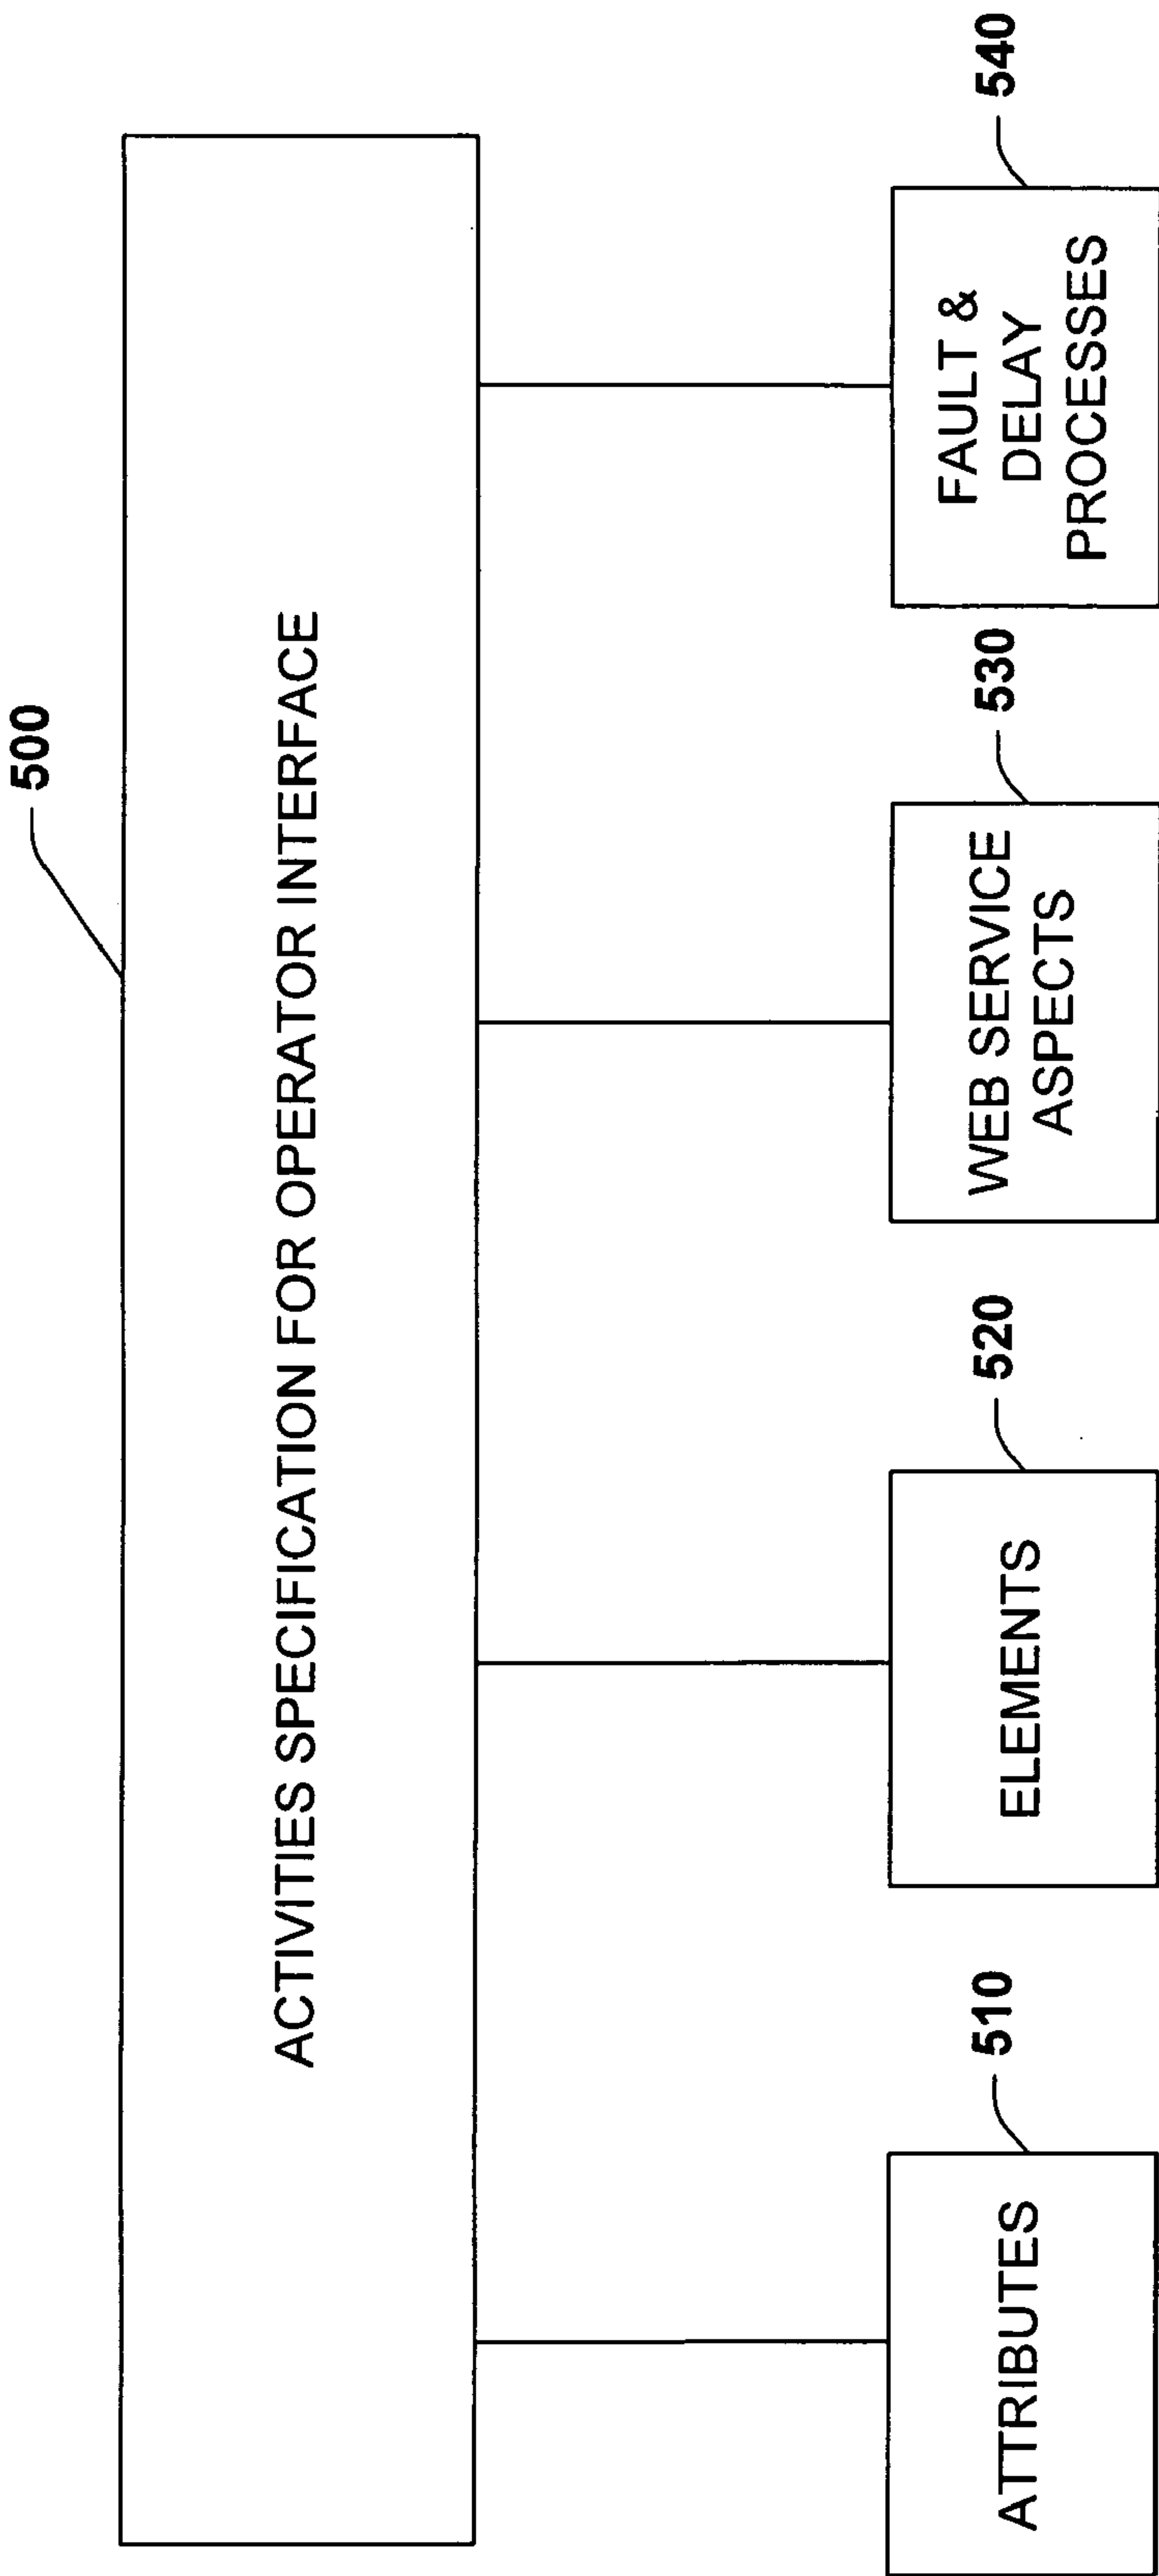 500
ACTIVITIES SPECIFICATION FOR OPERATOR INTERFACE
510
ATTRIBUTES
520
ELEMENTS
530
WEB SERVICE
ASPECTS
540
FAULT &
DELAY
PROCESSES